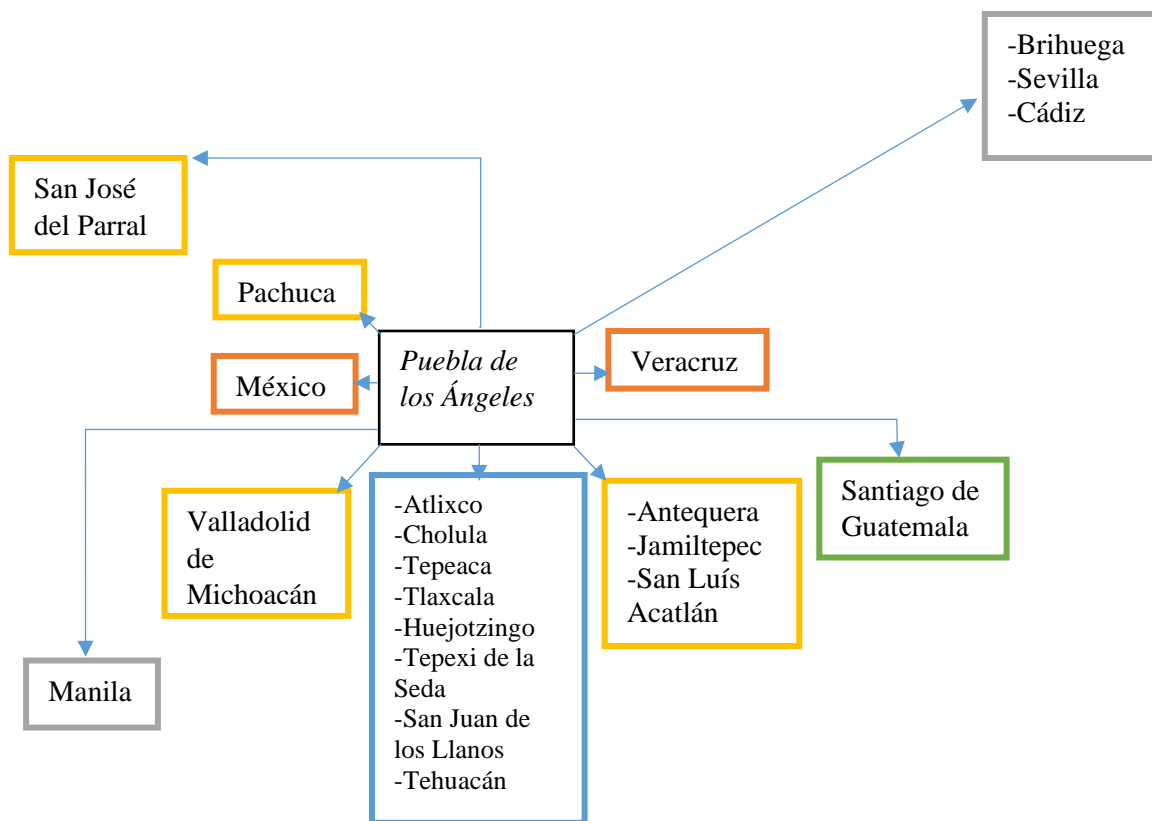 -Brihuega
-Sevilla
-Cádiz
San José
del Parral
Pachuca
México
Puebla de
los Ángeles
Veracruz
Valladolid
de
Michoacán
-Atlixco
-Cholula
-Tepeaca
-Tlaxcala
-Huejotzingo
-Tepexi de la
Seda
-San Juan de
los Llanos
-Tehuacán
-Antequera
-Jamiltepec
-San Luís
Acatlán
Santiago de
Guatemala
Manila